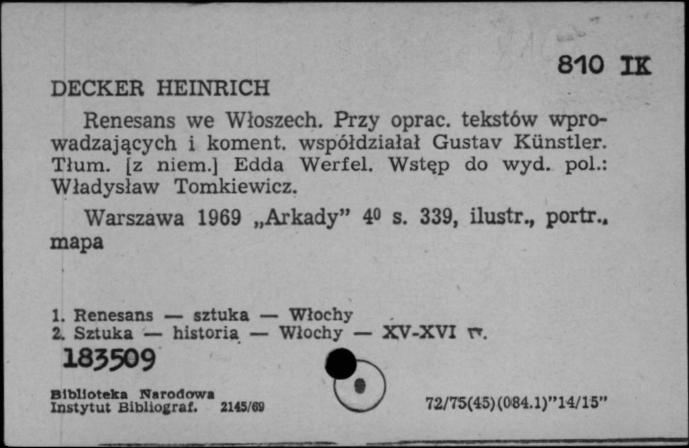 810 IK
DECKER HEINRICH
Renesans we Włoszech. Przy oprac. tekstów wpro-
wadzających i koment. współdziałał Gustav Künstler.
Tłum. [z niem.] Edda Werfel. Wstęp do wyd. pol.:
Władysław Tomkiewicz.
Warszawa 1969 „Arkady” 4⁰ s. 339, ilustr., portr.,
mapa
1. Renesans — sztuka — Włochy
2. Sztuka — historia — Włochy — XV-XVI w.
183509
Biblioteka Narodowa
Instytut Bibliograf. 2145/69
72/75(45)(084.1)”14/15”